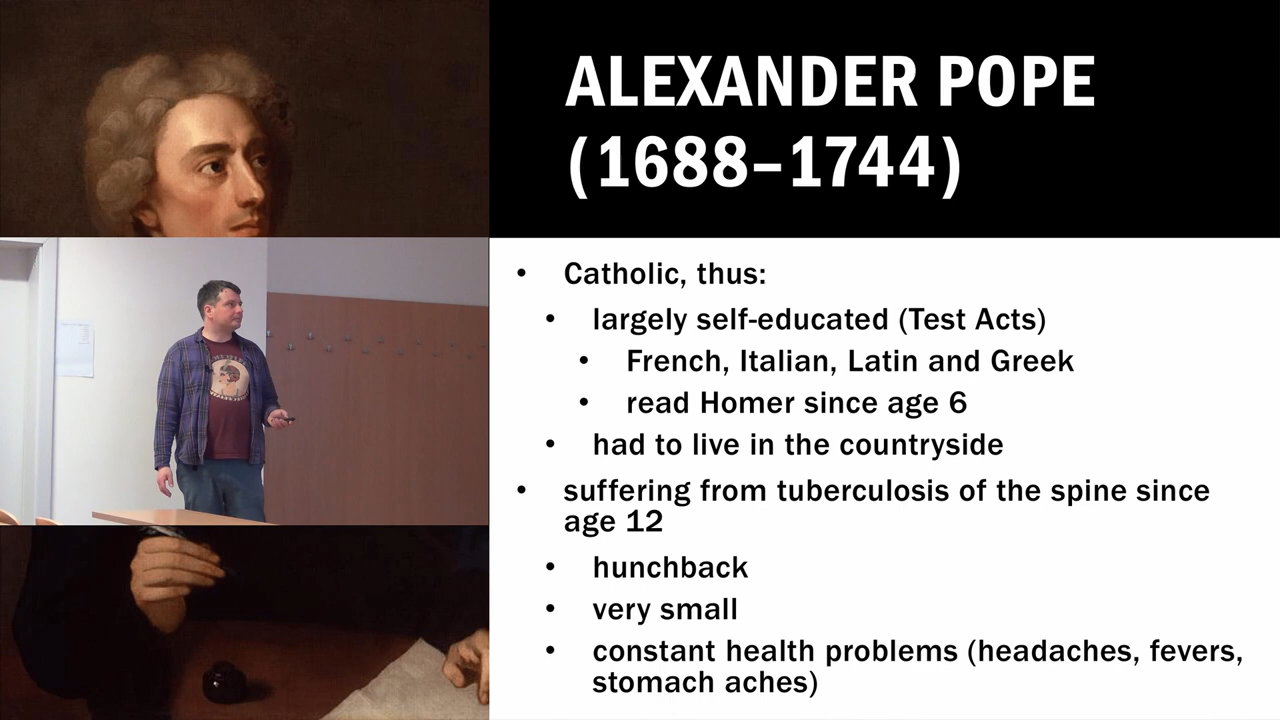 ALEXANDER POPE
(1688–1744)
• Catholic, thus:
• largely self-educated (Test Acts)
• French, Italian, Latin and Greek
• read Homer since age 6
• had to live in the countryside
• suffering from tuberculosis of the spine since
age 12
• hunchback
• very small
• constant health problems (headaches, fevers,
stomach aches)